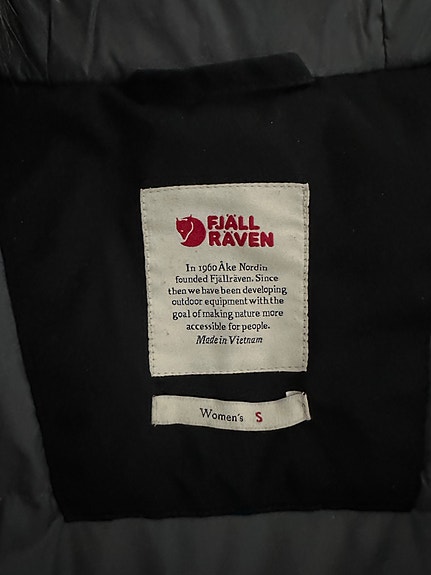 FJÄLL
RÄVEN
In 1960 Åke Nordin
founded Fjällräven. Since
then we have been developing
outdoor equipment with the
goal of making nature more
accessible for people.
Made in Vietnam
Women's S